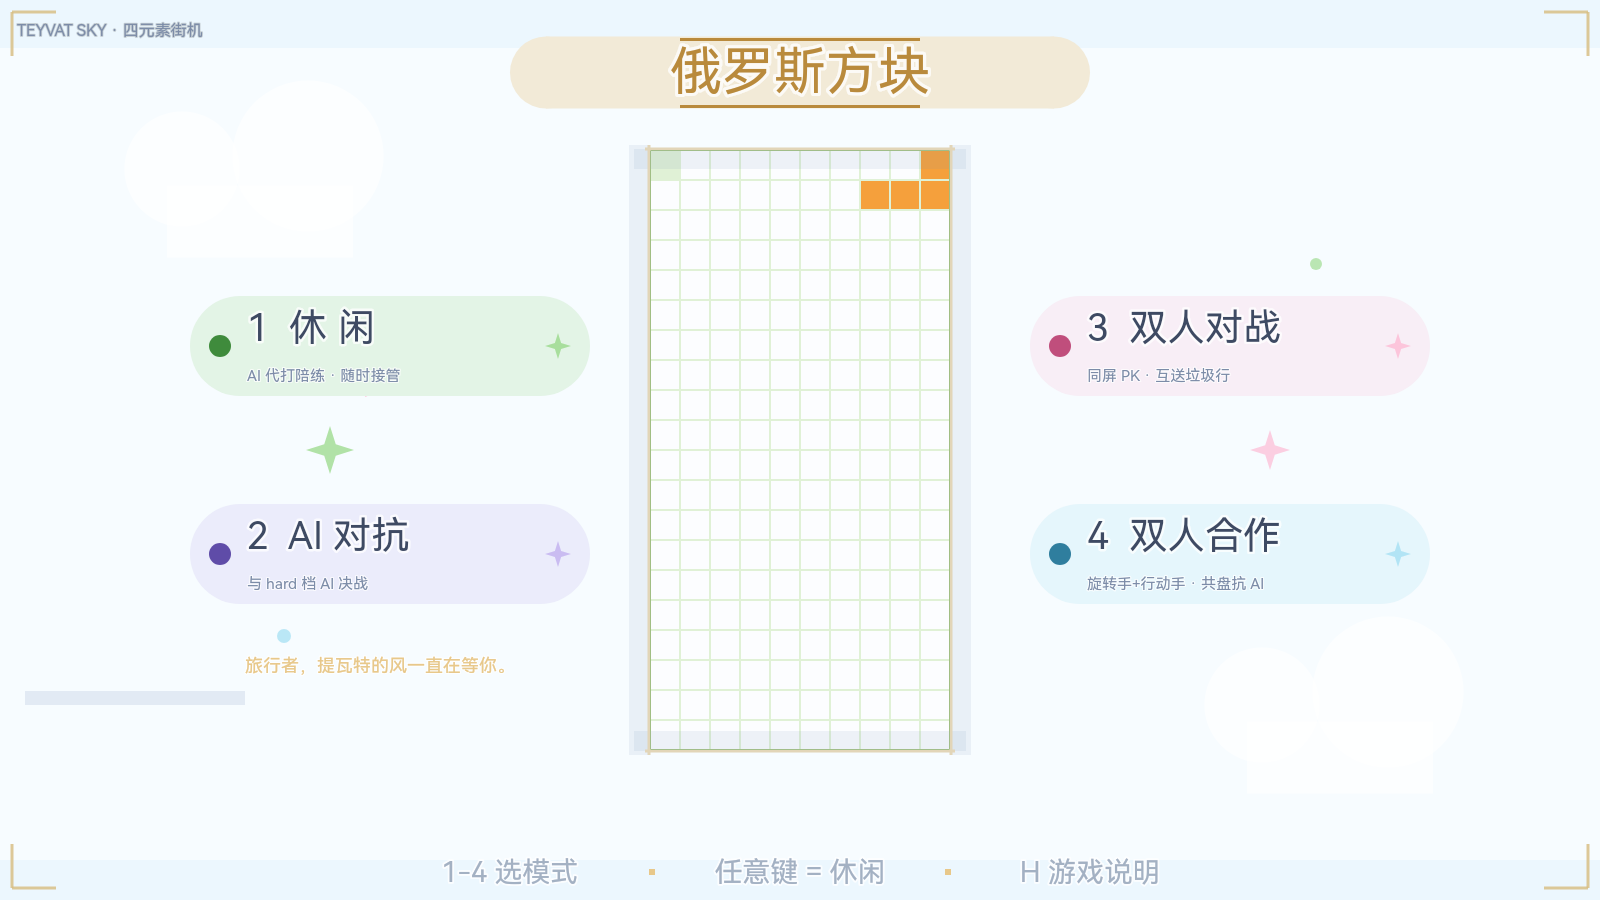 TEYVAT SKY · 四元素街机
俄罗斯方块
1 休 闲
AI 代打陪练 · 随时接管
2 AI 对抗
与 hard 档 AI 决战
旅行者，提瓦特的风一直在等你。
3 双人对战
同屏 PK · 互送垃圾行
4 双人合作
旋转手+行动手 · 共盘抗 AI
1-4 选模式 · 任意键 = 休闲 · H 游戏说明